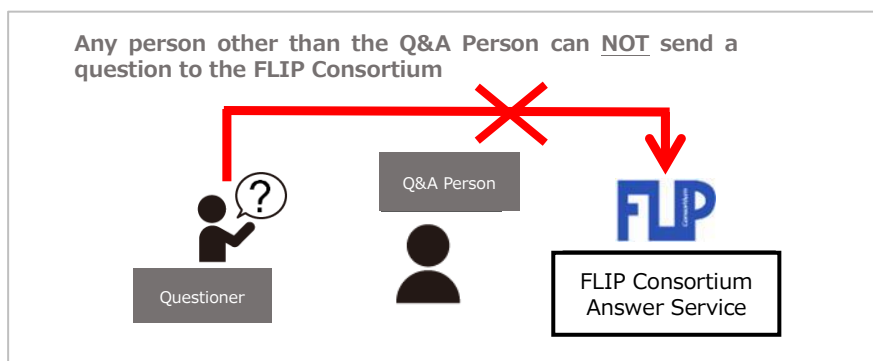 Any person other than the Q&A Person can NOT send a
question to the FLIP Consortium
?
Q&A Person
FLIP
Consortium
Questioner
FLIP Consortium
Answer Service